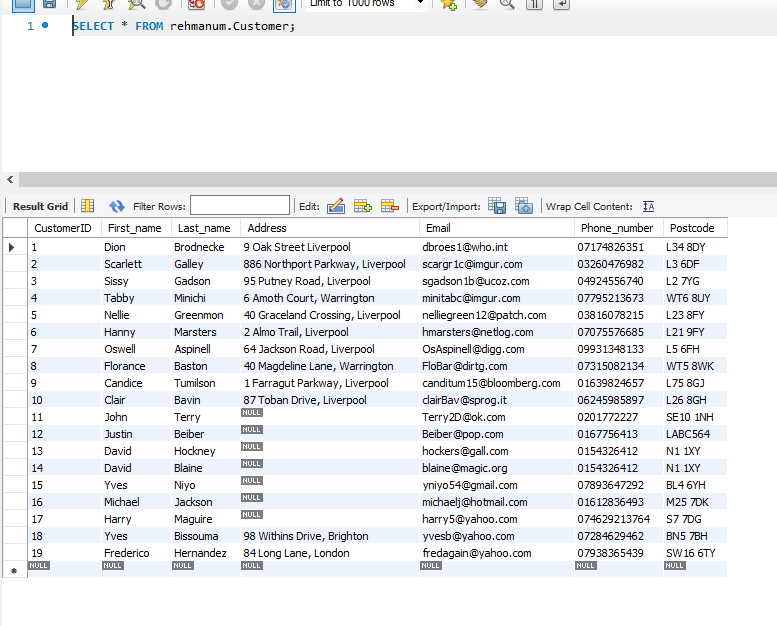 Limit to 1000 rows
1 SELECT * FROM rehmanum.Customer;
Result Grid Filter Rows: Edit: Export/Import: Wrap Cell Content: IA
CustomerID First_name Last_name Address Email Phone_number Postcode
1 Dion Brodnecke 9 Oak Street Liverpool dbroes1@who.int 07174826351 L34 8DY
2 Scarlett Galley 886 Northport Parkway, Liverpool scargr1c@imgur.com 03260476982 L3 6DF
3 Sissy Gadson 95 Putney Road, Liverpool sgadson1b@ucoz.com 04924556740 L2 7YG
4 Tabby Minichi 6 Amoth Court, Warrington minitabc@imgur.com 07795213673 WT6 8UY
5 Nellie Greenmon 40 Graceland Crossing, Liverpool nelliegreen12@patch.com 03816078215 L23 8FY
6 Hanny Marsters 2 Almo Trail, Liverpool hmarsters@netlog.com 07075576685 L21 9FY
7 Oswell Aspinell 64 Jackson Road, Liverpool OsAspinell@digg.com 09931348133 L5 6FH
8 Florance Baston 40 Magdeline Lane, Warrington FloBar@dirtg.com 07315082134 WT5 8WK
9 Candice Tumilson 1 Farragut Parkway, Liverpool canditum15@bloomberg.com 01639824657 L75 8GJ
10 Clair Bavin 87 Toban Drive, Liverpool clairBav@sprog.it 06245985897 L26 8GH
11 John Terry NULL Terry2D@ok.com 0201772227 SE10 1NH
12 Justin Beiber NULL Beiber@pop.com 0167756413 LABC564
13 David Hockney NULL hockers@gall.com 0154326412 N1 1XY
14 David Blaine NULL blaine@magic.org 0154326412 N1 1XY
15 Yves Niyo NULL yniyo54@gmail.com 07893647292 BL4 6YH
16 Michael Jackson NULL michaelj@hotmail.com 01612836493 M25 7DK
17 Harry Maguire NULL harry5@yahoo.com 074629213764 S7 7DG
18 Yves Bissouma 98 Withins Drive, Brighton yvesb@yahoo.com 07284629462 BN5 7BH
19 Frederico Hernandez 84 Long Lane, London fredagain@yahoo.com 07938365439 SW16 6TY
NULL NULL NULL NULL NULL NULL NULL